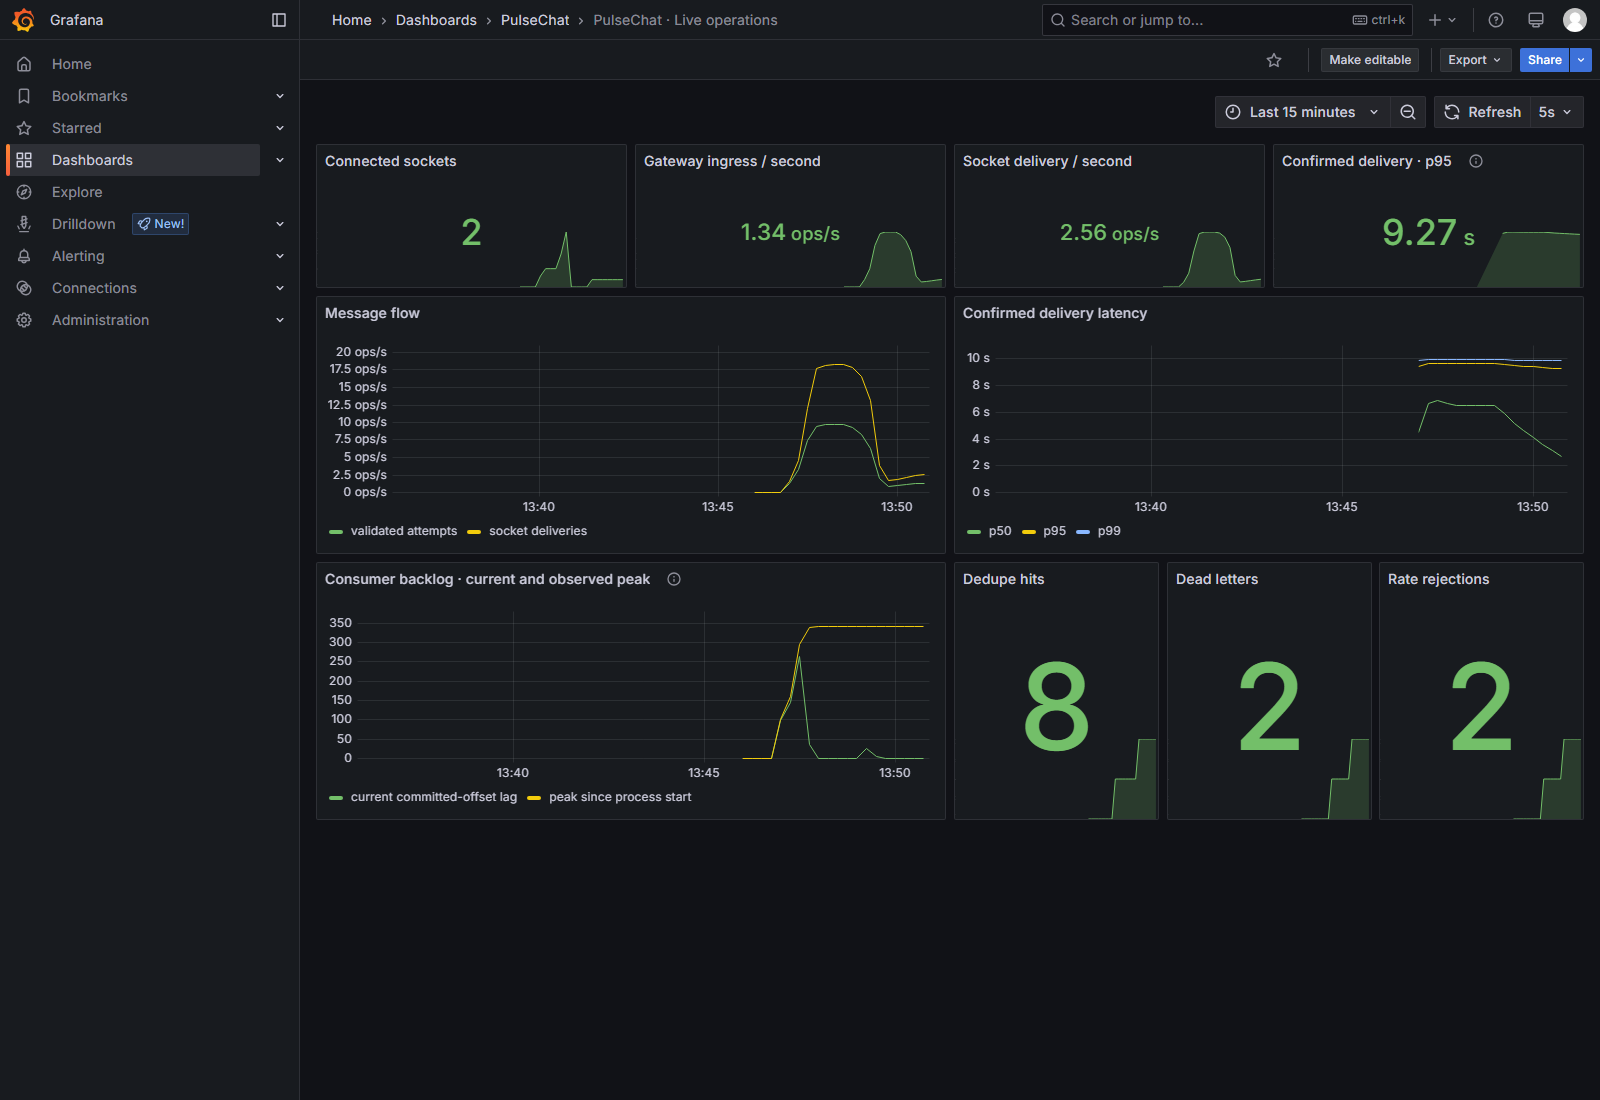 Grafana
Home › Dashboards › PulseChat › PulseChat · Live operations
Search or jump to...
ctrl+k
Make editable
Export
Share
Home
Bookmarks
Starred
Dashboards
Explore
Drilldown
New!
Alerting
Connections
Administration
Last 15 minutes
Refresh
5s
Connected sockets
2
Gateway ingress / second
1.34 ops/s
Socket delivery / second
2.56 ops/s
Confirmed delivery · p95
9.27 s
Message flow
20 ops/s
17.5 ops/s
15 ops/s
12.5 ops/s
10 ops/s
7.5 ops/s
5 ops/s
2.5 ops/s
0 ops/s
13:40
13:45
13:50
validated attempts
socket deliveries
Confirmed delivery latency
10 s
8 s
6 s
4 s
2 s
0 s
13:40
13:45
13:50
p50
p95
p99
Consumer backlog · current and observed peak
350
300
250
200
150
100
50
0
13:40
13:45
13:50
current committed-offset lag
peak since process start
Dedupe hits
8
Dead letters
2
Rate rejections
2